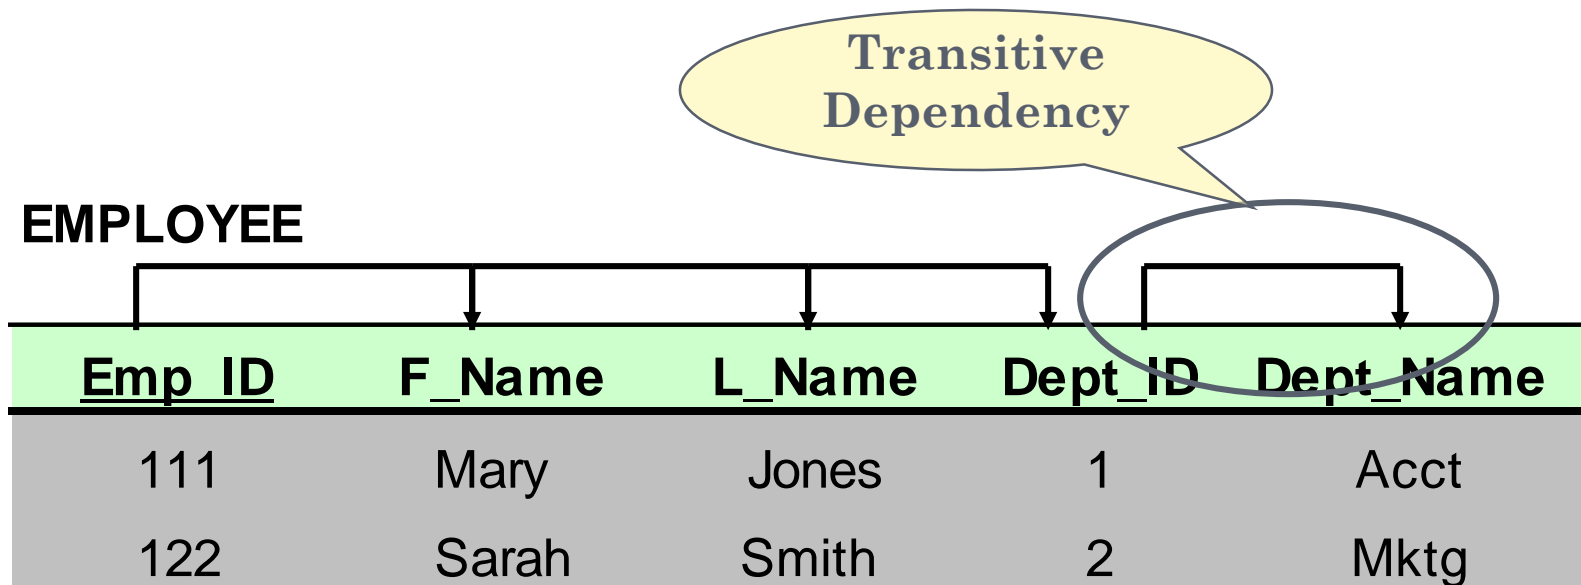 Transitive
Dependency
EMPLOYEE
Emp_ID F_Name L_Name Dept_ID Dept_Name
111 Mary Jones 1 Acct
122 Sarah Smith 2 Mktg